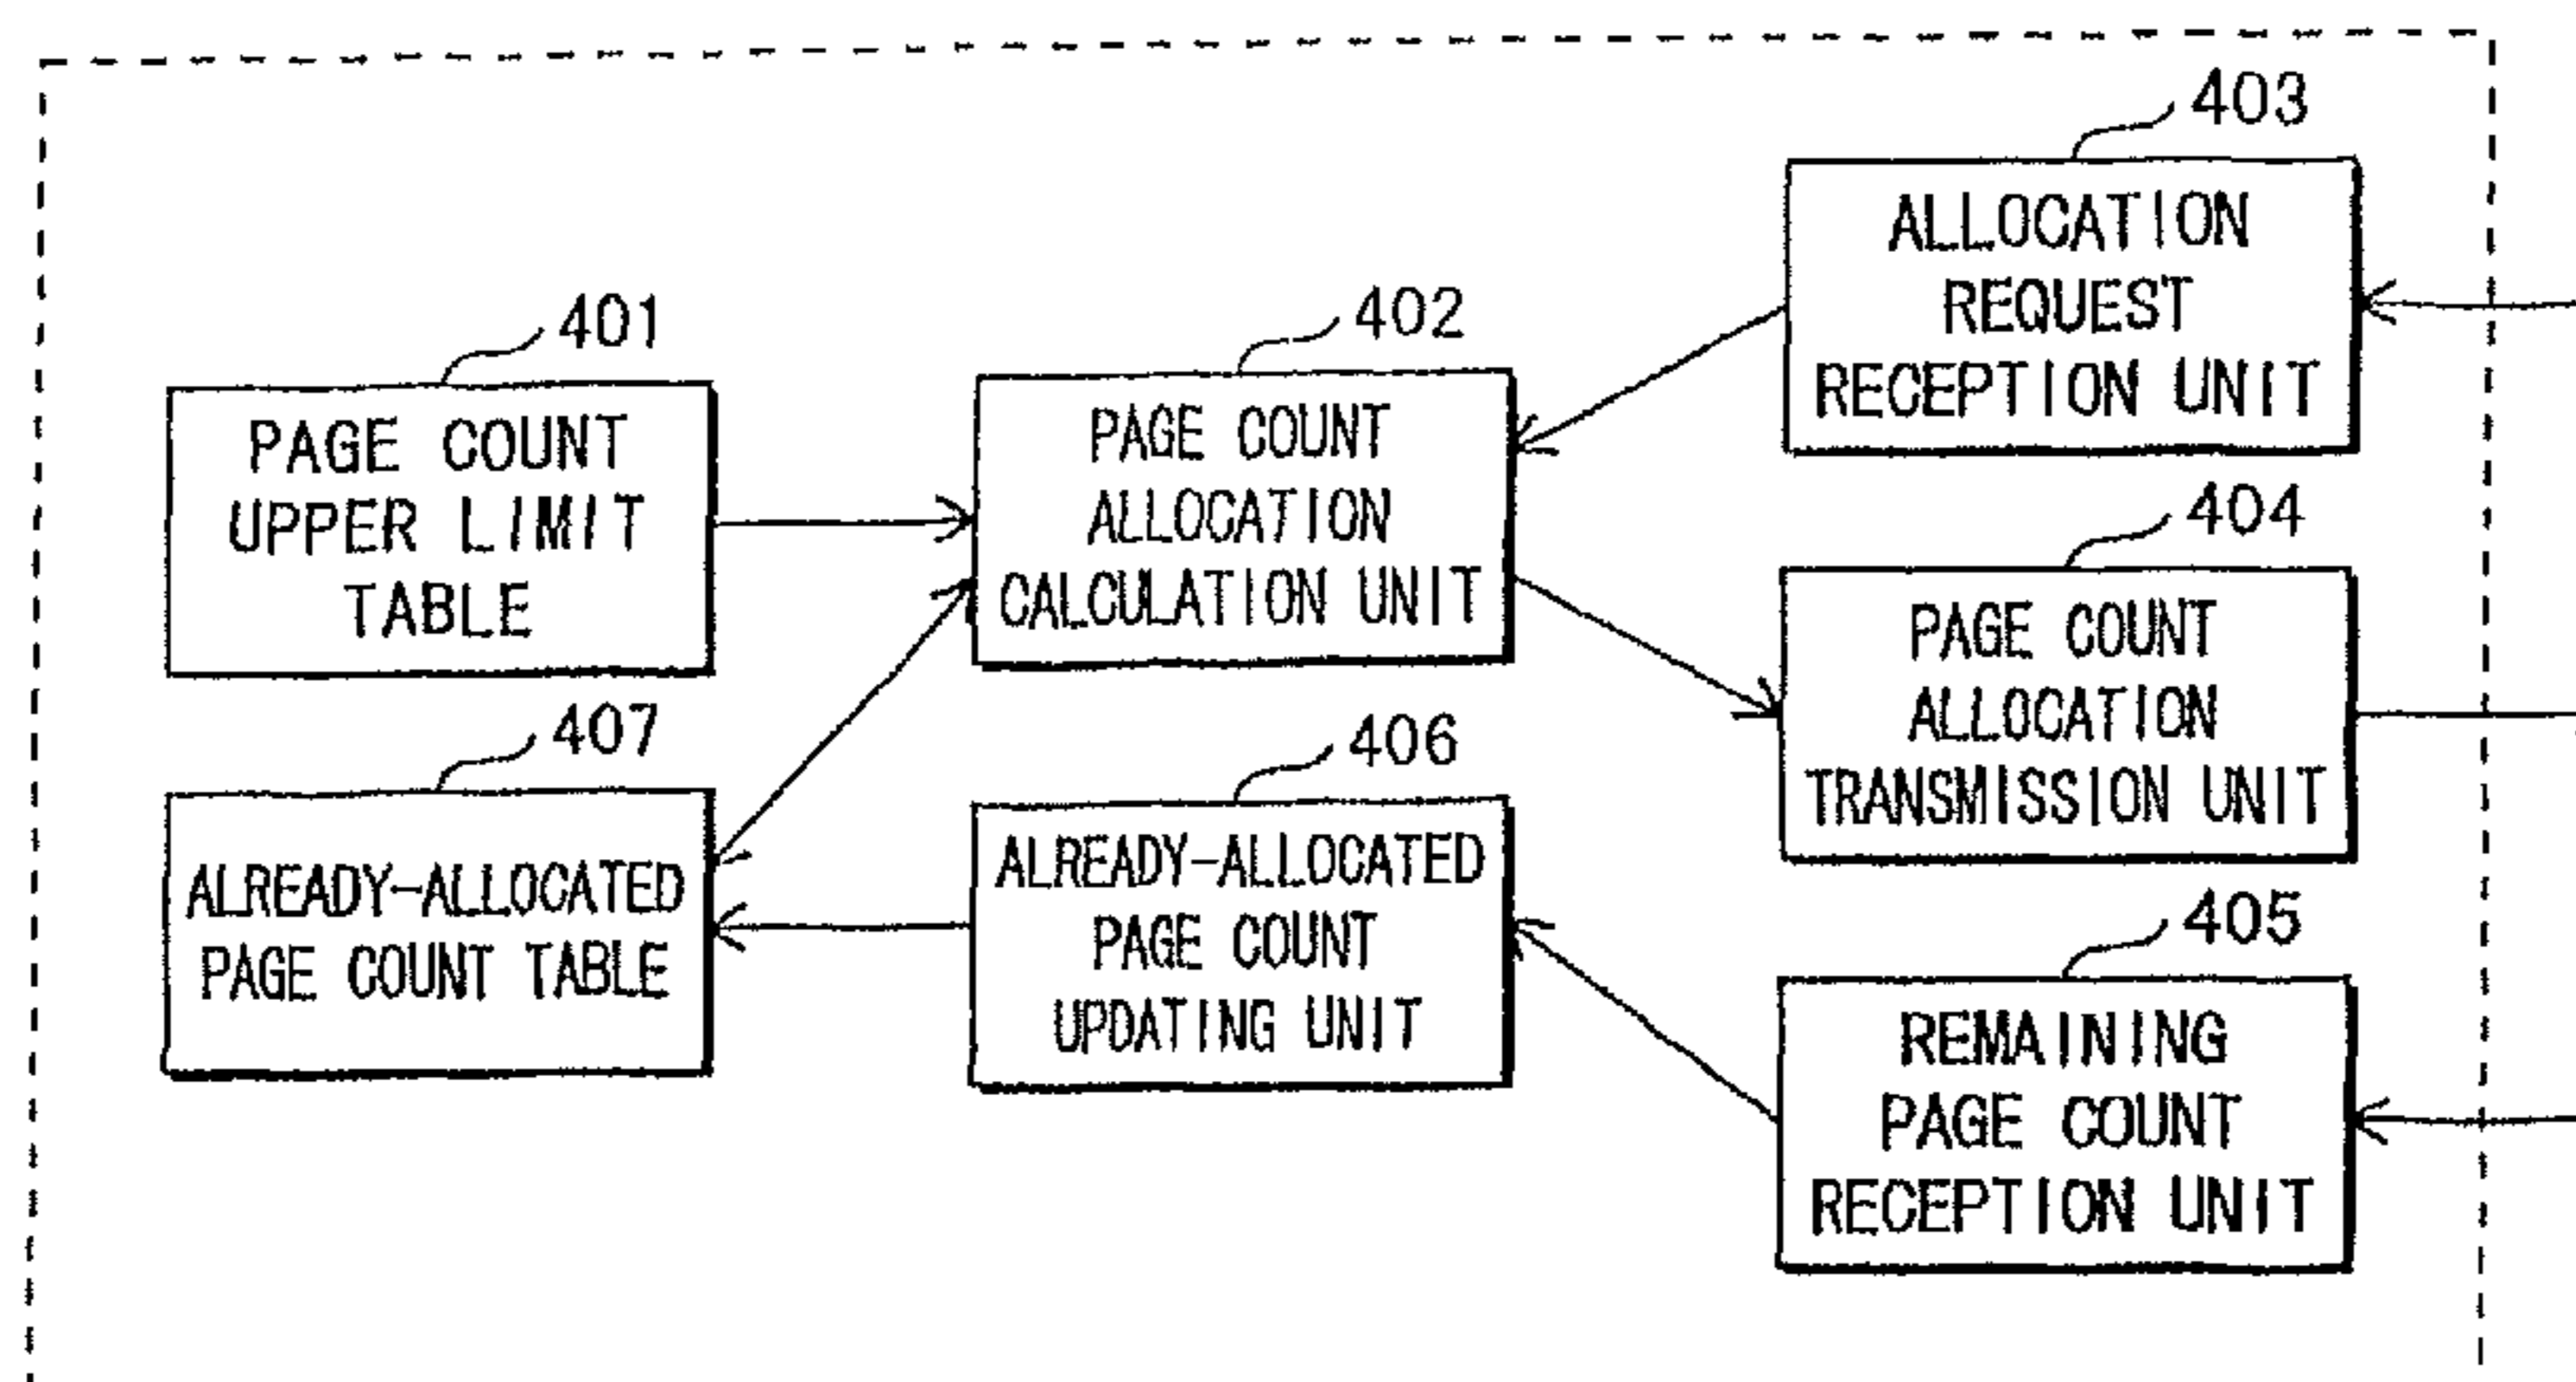 403
ALLOCATION
REQUEST
RECEPTION UNIT
401
PAGE COUNT
UPPER LIMIT
TABLE
402
PAGE COUNT
ALLOCATION
CALCULATION UNIT
404
PAGE COUNT
ALLOCATION
TRANSMISSION UNIT
407
ALREADY-ALLOCATED
PAGE COUNT TABLE
406
ALREADY-ALLOCATED
PAGE COUNT
UPDATING UNIT
405
REMAINING
PAGE COUNT
RECEPTION UNIT